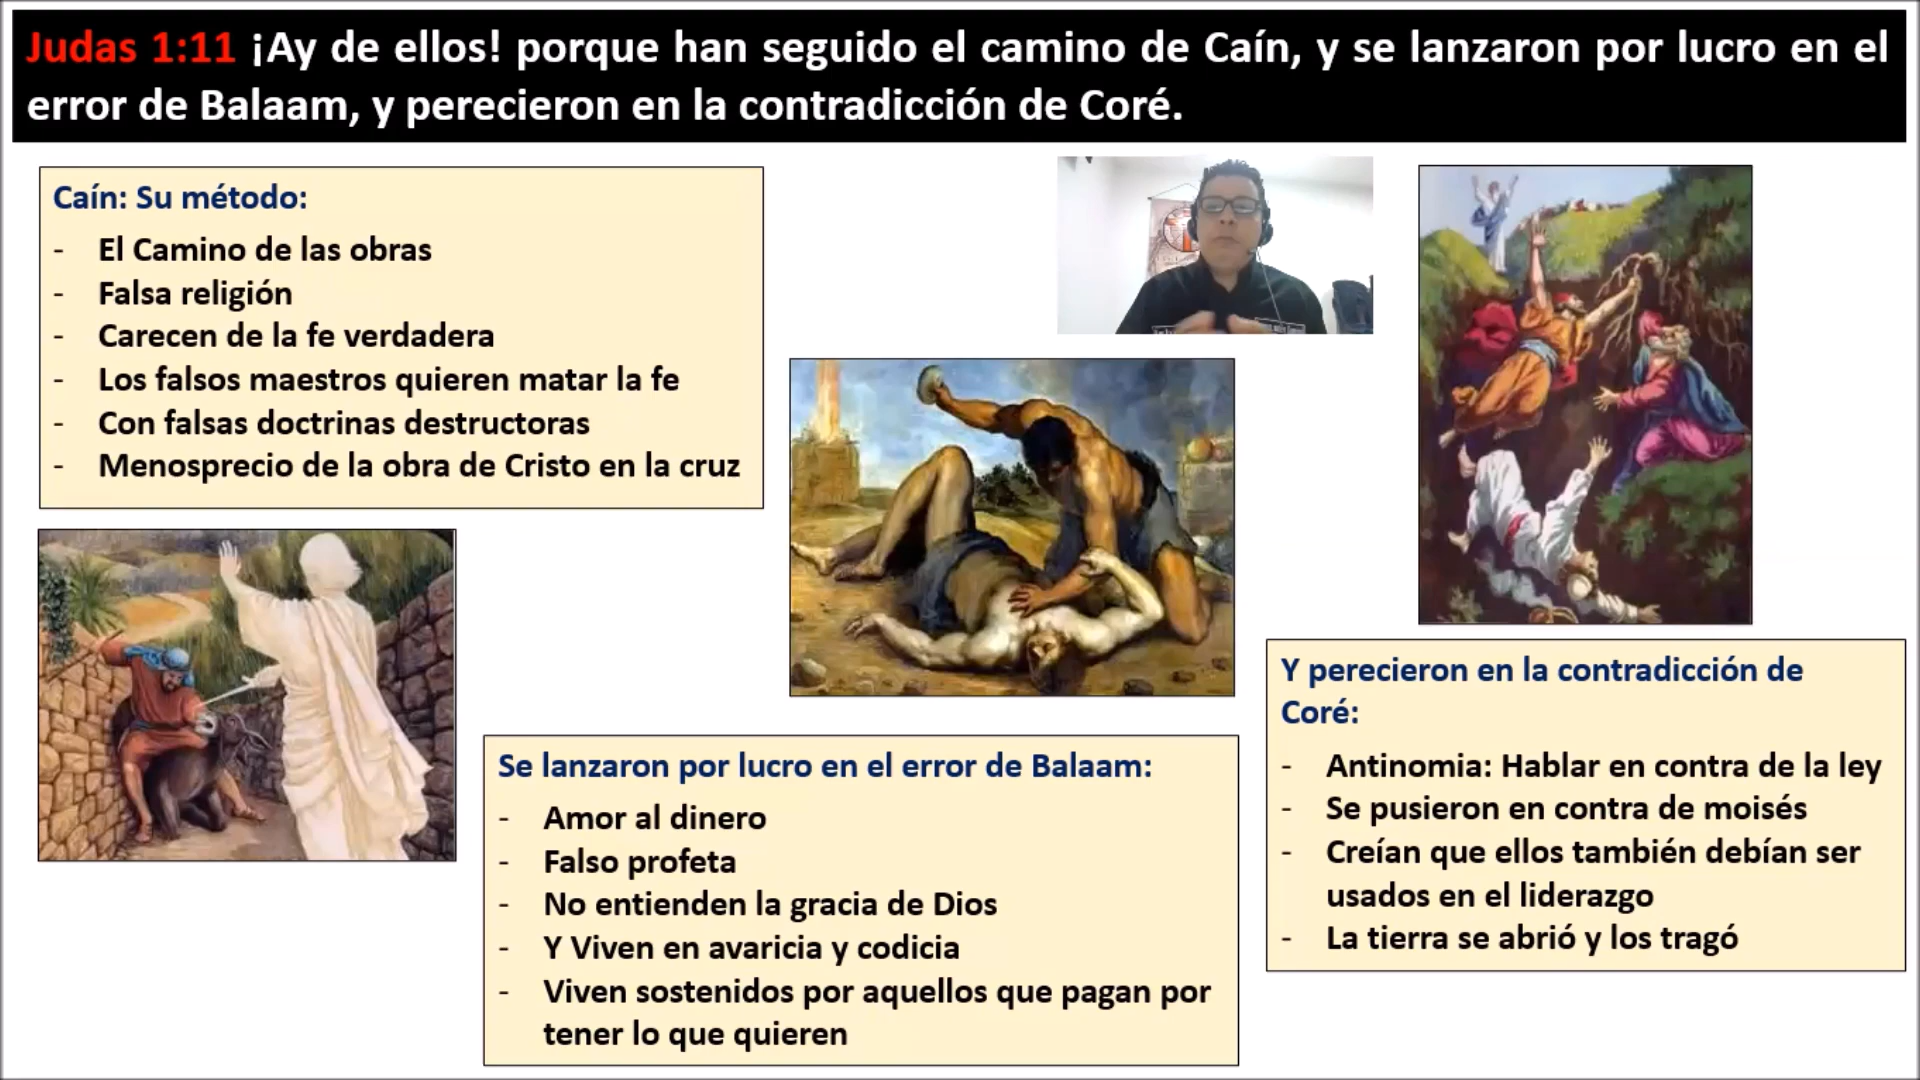 Judas 1:11 ¡Ay de ellos! porque han seguido el camino de Caín, y se lanzaron por lucro en el
error de Balaam, y perecieron en la contradicción de Coré.
Caín: Su método:
- El Camino de las obras
- Falsa religión
- Carecen de la fe verdadera
- Los falsos maestros quieren matar la fe
- Con falsas doctrinas destructoras
- Menosprecio de la obra de Cristo en la cruz
Se lanzaron por lucro en el error de Balaam:
- Amor al dinero
- Falso profeta
- No entienden la gracia de Dios
- Y Viven en avaricia y codicia
- Viven sostenidos por aquellos que pagan por
tener lo que quieren
Y perecieron en la contradicción de
Coré:
- Antinomia: Hablar en contra de la ley
- Se pusieron en contra de moisés
- Creían que ellos también debían ser
usados en el liderazgo
- La tierra se abrió y los tragó